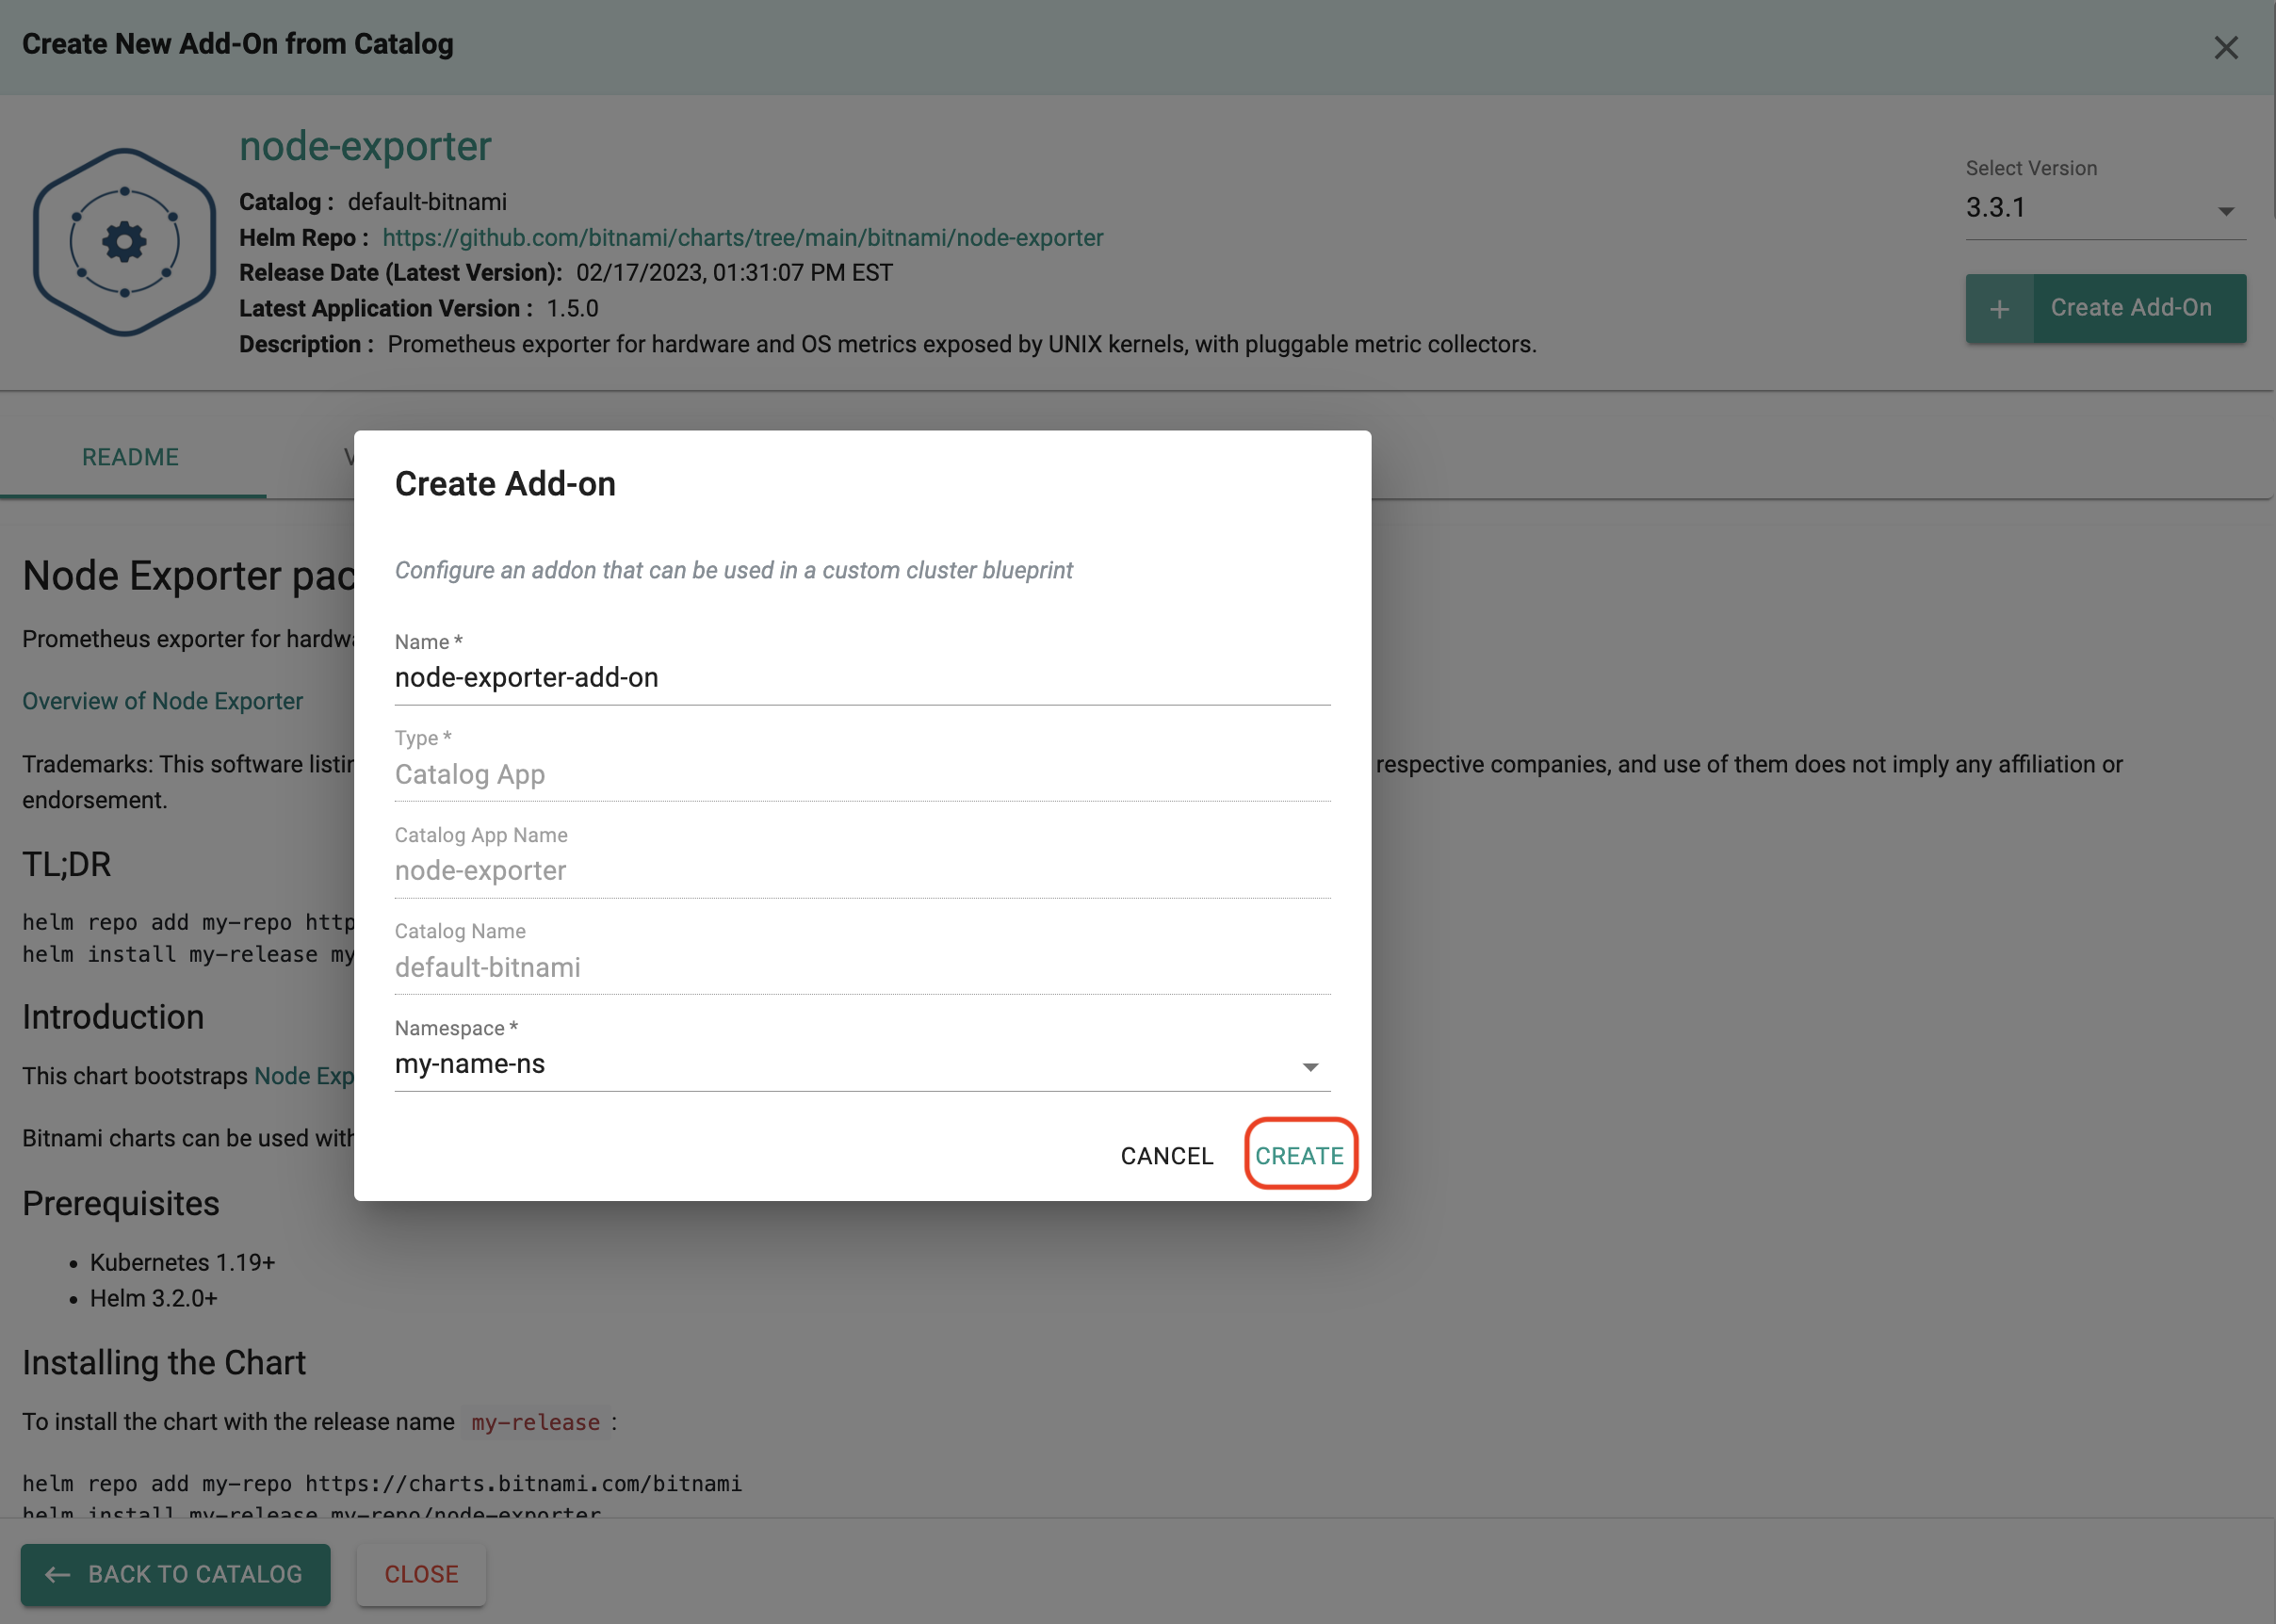 Create New Add-On from Catalog
node-exporter
Catalog : default-bitnami
Helm Repo : https://github.com/bitnami/charts/tree/main/bitnami/node-exporter
Release Date (Latest Version): 02/17/2023, 01:31:07 PM EST
Latest Application Version : 1.5.0
Description : Prometheus exporter for hardware and OS metrics exposed by UNIX kernels, with pluggable metric collectors.
Select Version
3.3.1
+ Create Add-On
README
Create Add-on
Configure an addon that can be used in a custom cluster blueprint
Name *
node-exporter-add-on
Type *
Catalog App
Catalog App Name
node-exporter
Catalog Name
default-bitnami
Namespace *
my-name-ns
CANCEL CREATE
Node Exporter
Prometheus exporter for
Overview of Node Exporter
Trademarks: This software
respective companies, and use of them does not imply any affiliation or
endorsement.
TL;DR
helm repo add my-repo
helm install my-release
Introduction
This chart bootstraps Node
Bitnami charts can be used
Prerequisites
• Kubernetes 1.19+
• Helm 3.2.0+
Installing the Chart
To install the chart with the release name my-release :
helm repo add my-repo https://charts.bitnami.com/bitnami
helm install my-release my-repo/node-exporter
← BACK TO CATALOG
CLOSE